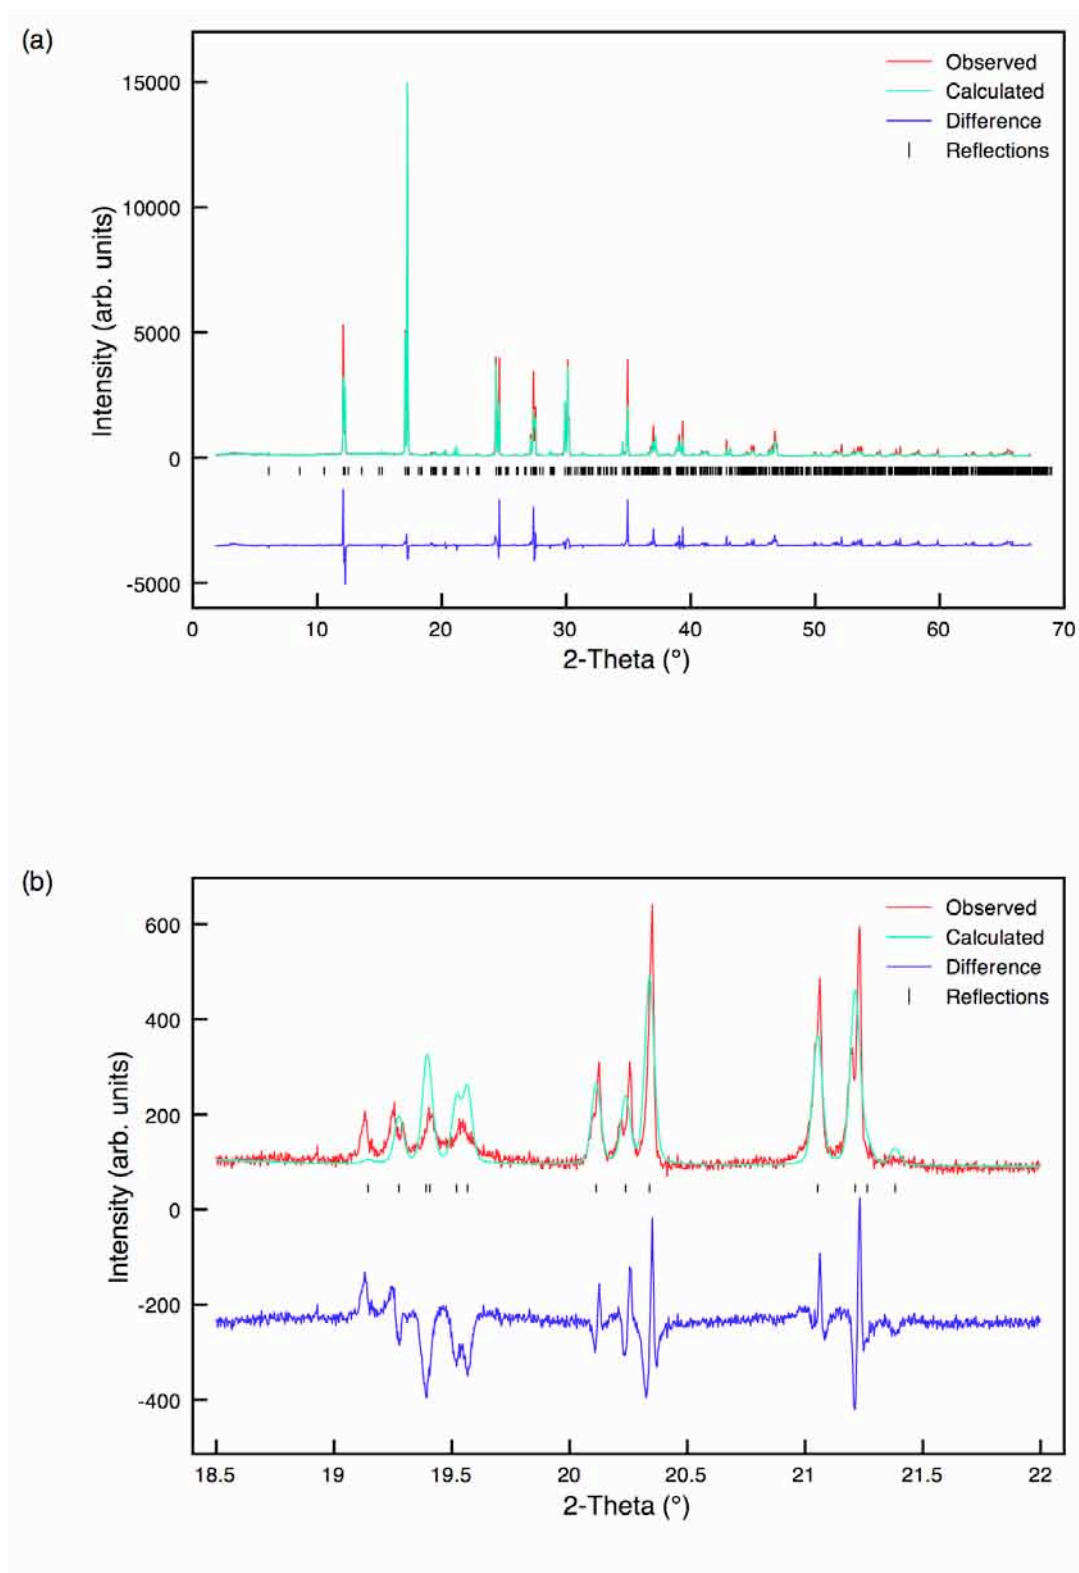 (a)
Observed
Calculated
Difference
Reflections
15000
10000
5000
0
-5000
Intensity (arb. units)
0 10 20 30 40 50 60 70
2-Theta (°)
(b)
Observed
Calculated
Difference
Reflections
600
400
200
0
-200
-400
Intensity (arb. units)
18.5 19 19.5 20 20.5 21 21.5 22
2-Theta (°)